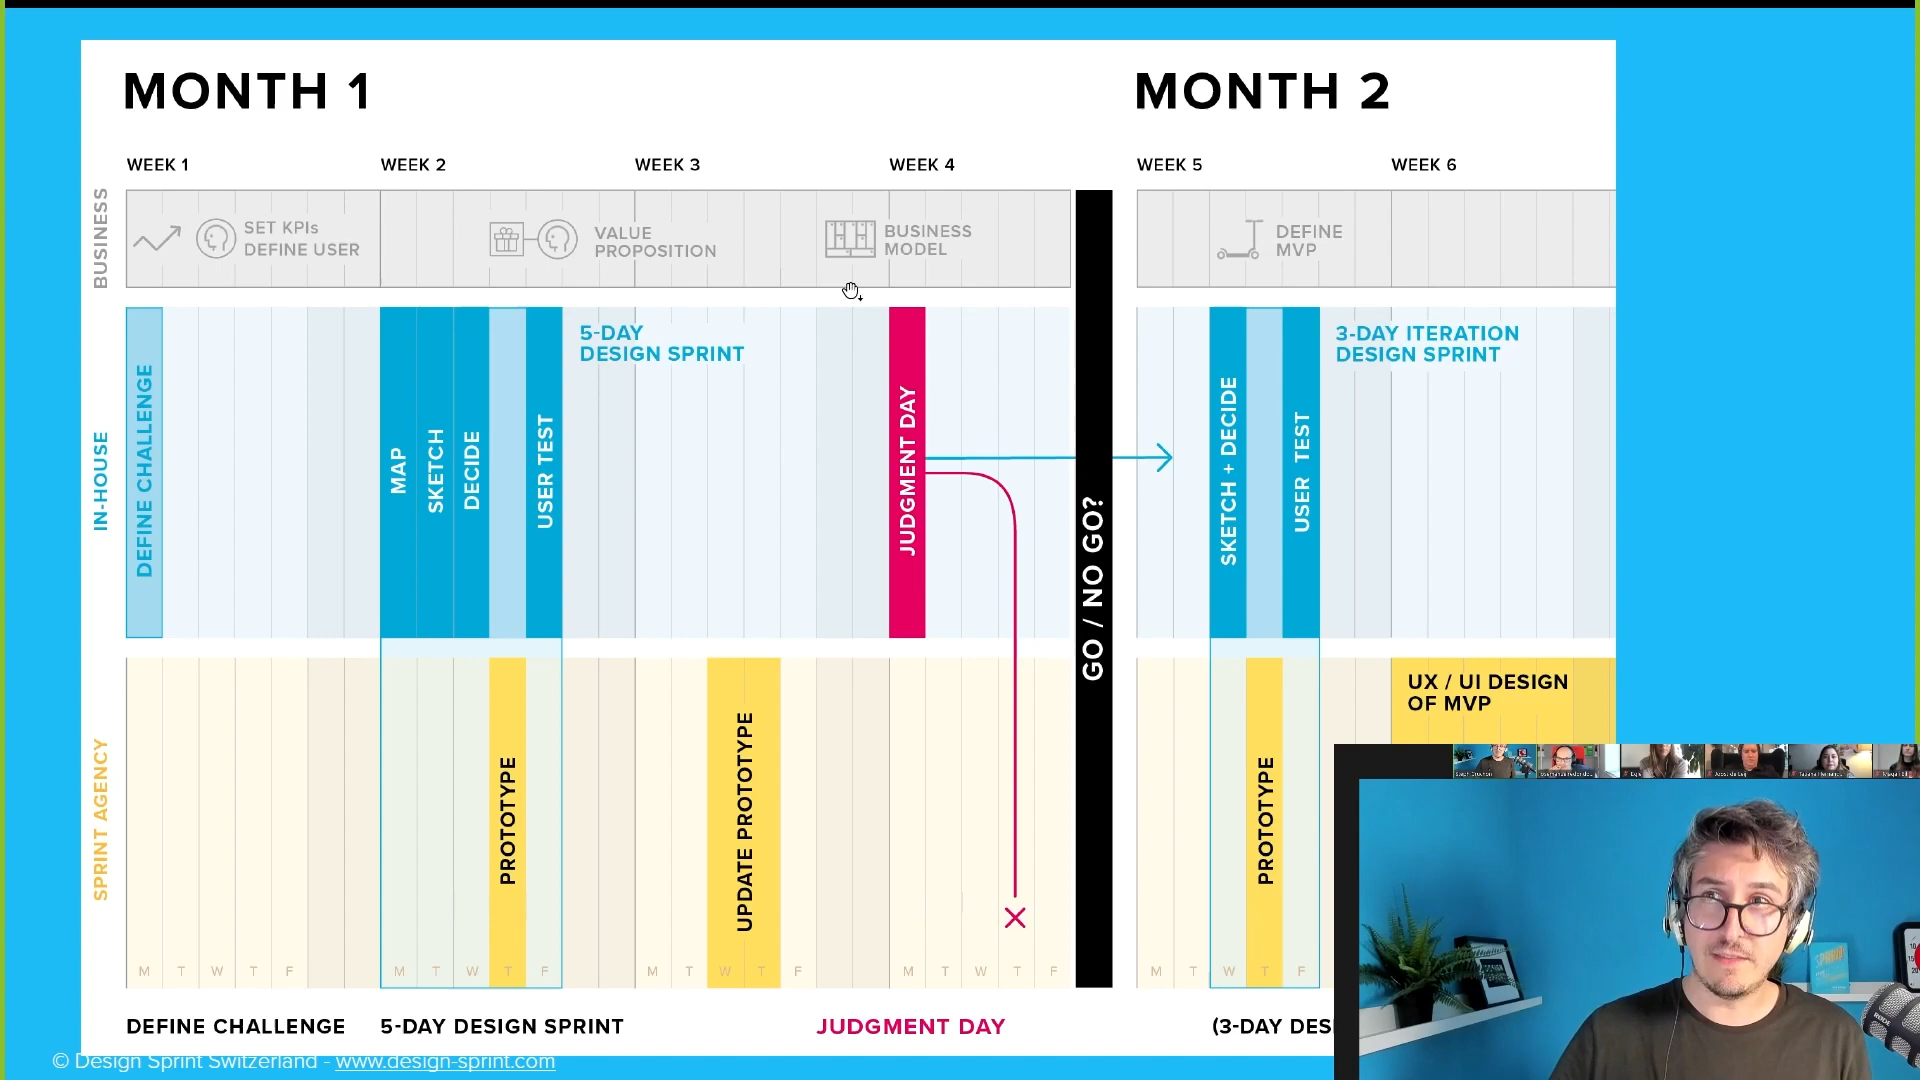 MONTH 1
MONTH 2
WEEK 1
WEEK 2
WEEK 3
WEEK 4
WEEK 5
WEEK 6
BUSINESS
SET KPIs
DEFINE USER
VALUE
PROPOSITION
BUSINESS
MODEL
DEFINE
MVP
IN-HOUSE
DEFINE CHALLENGE
MAP
SKETCH
DECIDE
USER TEST
5-DAY
DESIGN SPRINT
JUDGMENT DAY
GO / NO GO?
SKETCH + DECIDE
USER TEST
3-DAY ITERATION
DESIGN SPRINT
SPRINT AGENCY
PROTOTYPE
UPDATE PROTOTYPE
PROTOTYPE
UX / UI DESIGN
OF MVP
M T W T F
M T W T F
M T W T F
M T W T F
M T W T F
DEFINE CHALLENGE
5-DAY DESIGN SPRINT
JUDGMENT DAY
(3-DAY DES
© Design Sprint Switzerland - www.design-sprint.com
RODE